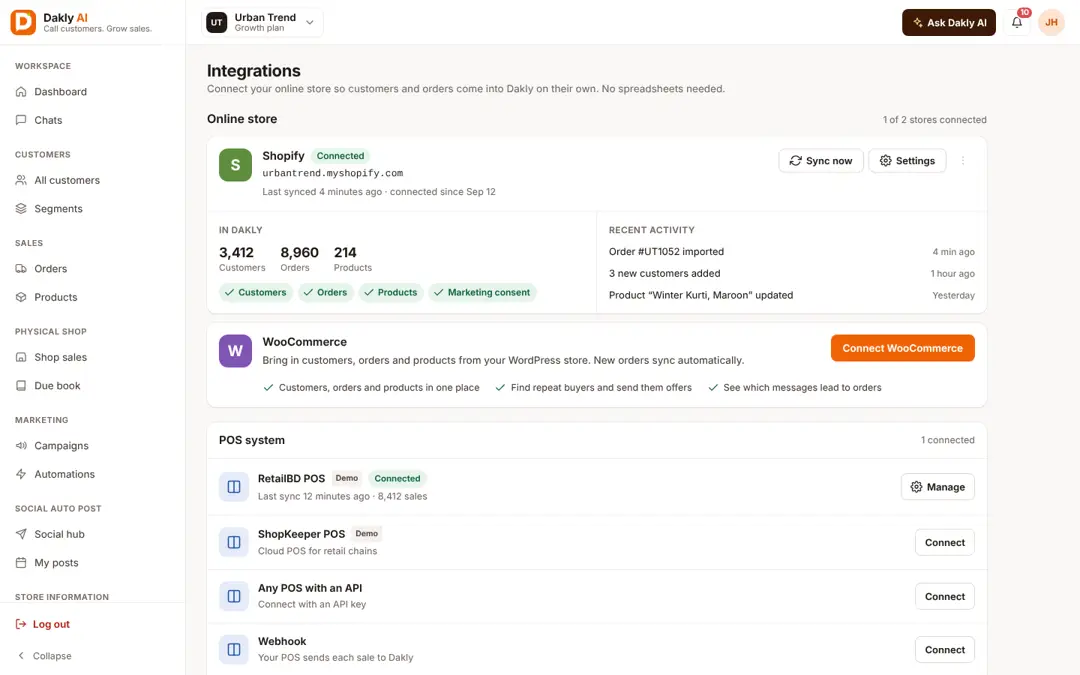 Dakly AI
Call customers. Grow sales.
UT
Urban Trend
Growth plan
Ask Dakly AI
10
JH
WORKSPACE
Dashboard
Chats
CUSTOMERS
All customers
Segments
SALES
Orders
Products
PHYSICAL SHOP
Shop sales
Due book
MARKETING
Campaigns
Automations
SOCIAL AUTO POST
Social hub
My posts
STORE INFORMATION
Log out
Collapse
Integrations
Connect your online store so customers and orders come into Dakly on their own. No spreadsheets needed.
Online store
1 of 2 stores connected
S
Shopify Connected
urbantrend.myshopify.com
Last synced 4 minutes ago · connected since Sep 12
Sync now
Settings
IN DAKLY
3,412 8,960 214
Customers Orders Products
Customers Orders Products Marketing consent
RECENT ACTIVITY
Order #UT1052 imported 4 min ago
3 new customers added 1 hour ago
Product “Winter Kurti, Maroon” updated Yesterday
W
WooCommerce
Bring in customers, orders and products from your WordPress store. New orders sync automatically.
Customers, orders and products in one place Find repeat buyers and send them offers See which messages lead to orders
Connect WooCommerce
POS system
1 connected
RetailBD POS Demo Connected
Last sync 12 minutes ago · 8,412 sales
Manage
ShopKeeper POS Demo
Cloud POS for retail chains
Connect
Any POS with an API
Connect with an API key
Connect
Webhook
Your POS sends each sale to Dakly
Connect